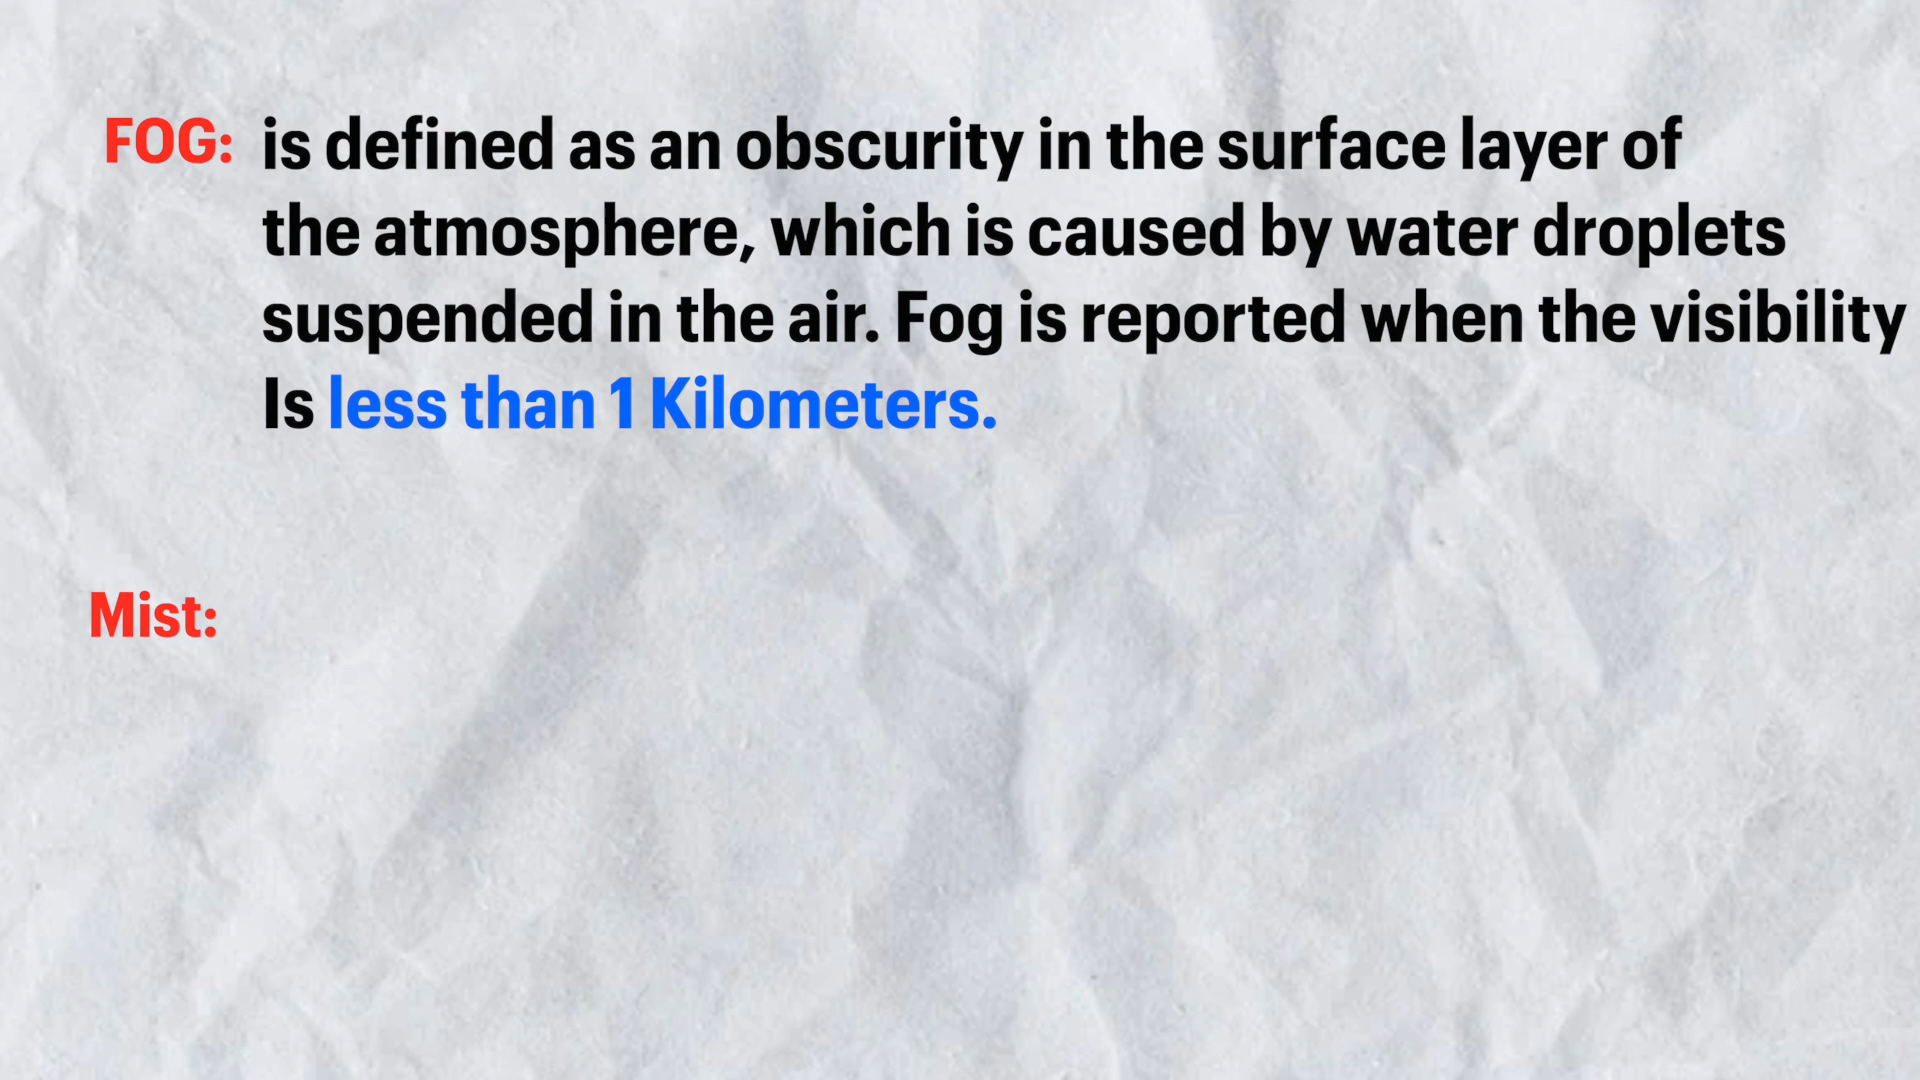 FOG: is defined as an obscurity in the surface layer of
the atmosphere, which is caused by water droplets
suspended in the air. Fog is reported when the visibility
Is less than 1 Kilometers.
Mist: